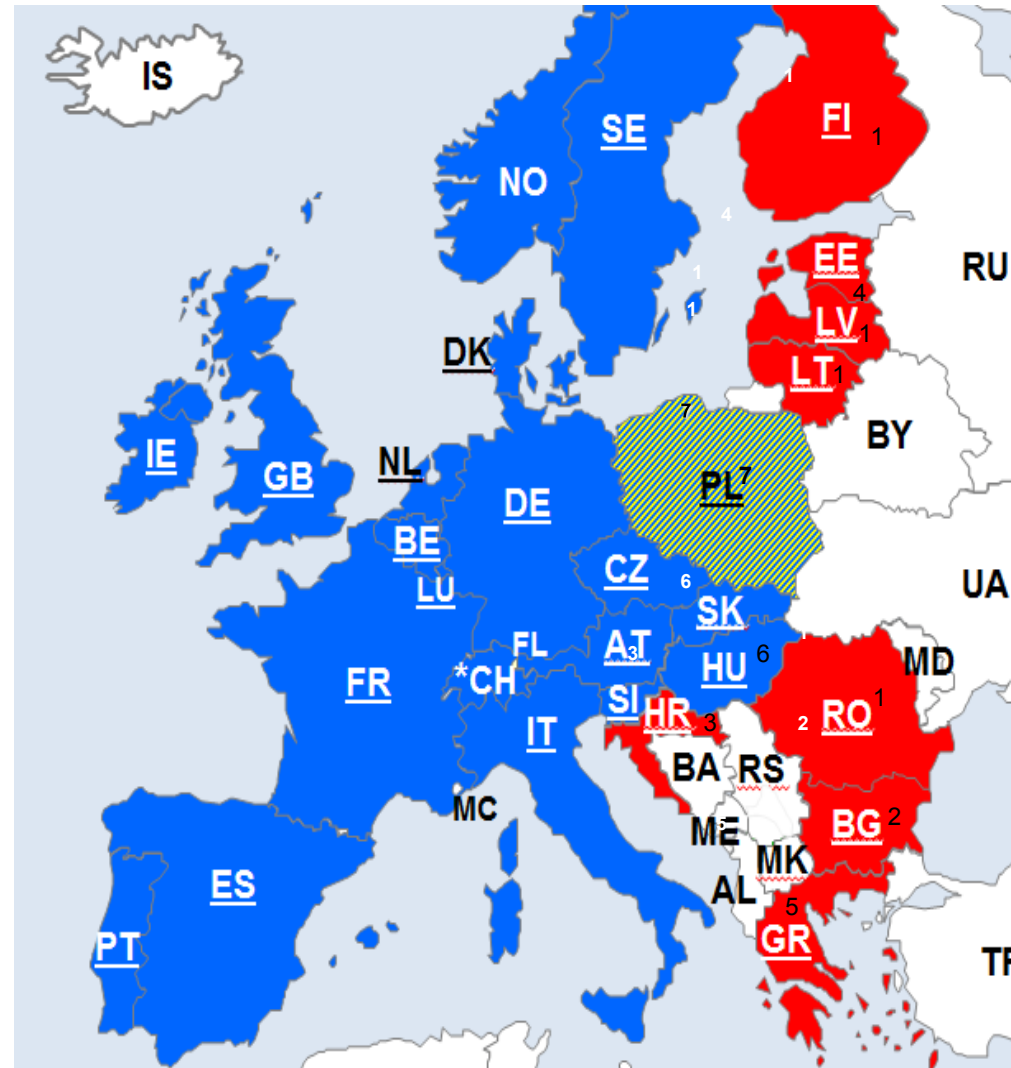 IS
1
FI 1
SE
NO
4
EE
RU
1
4
1
LV 1
DK
LT 1
7
BY
IE
NL
GB
PL 7
DE
BE
CZ
6
UA
LU
SK
1
FL
AT
3
HU 6
MD
*CH
FR
SI
HR 3
2
RO 1
IT
BA
RS
MC
ME
BG 2
MK
ES
AL
5
PT
GR
TR